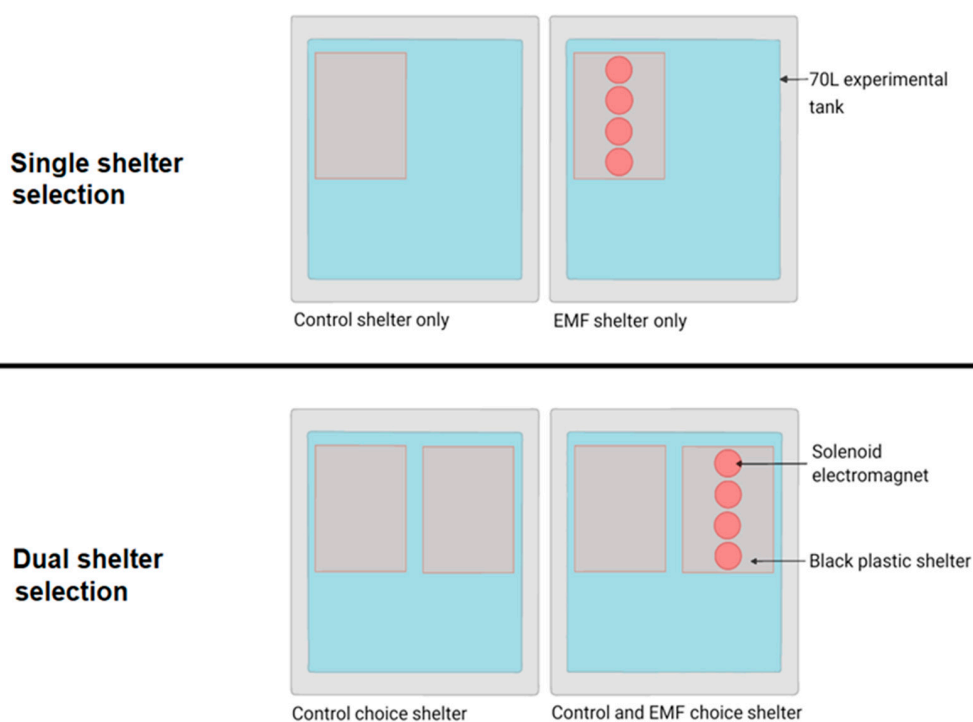 Single shelter
selection
70L experimental
tank
Control shelter only
EMF shelter only
Dual shelter
selection
Solenoid
electromagnet
Black plastic shelter
Control choice shelter
Control and EMF choice shelter